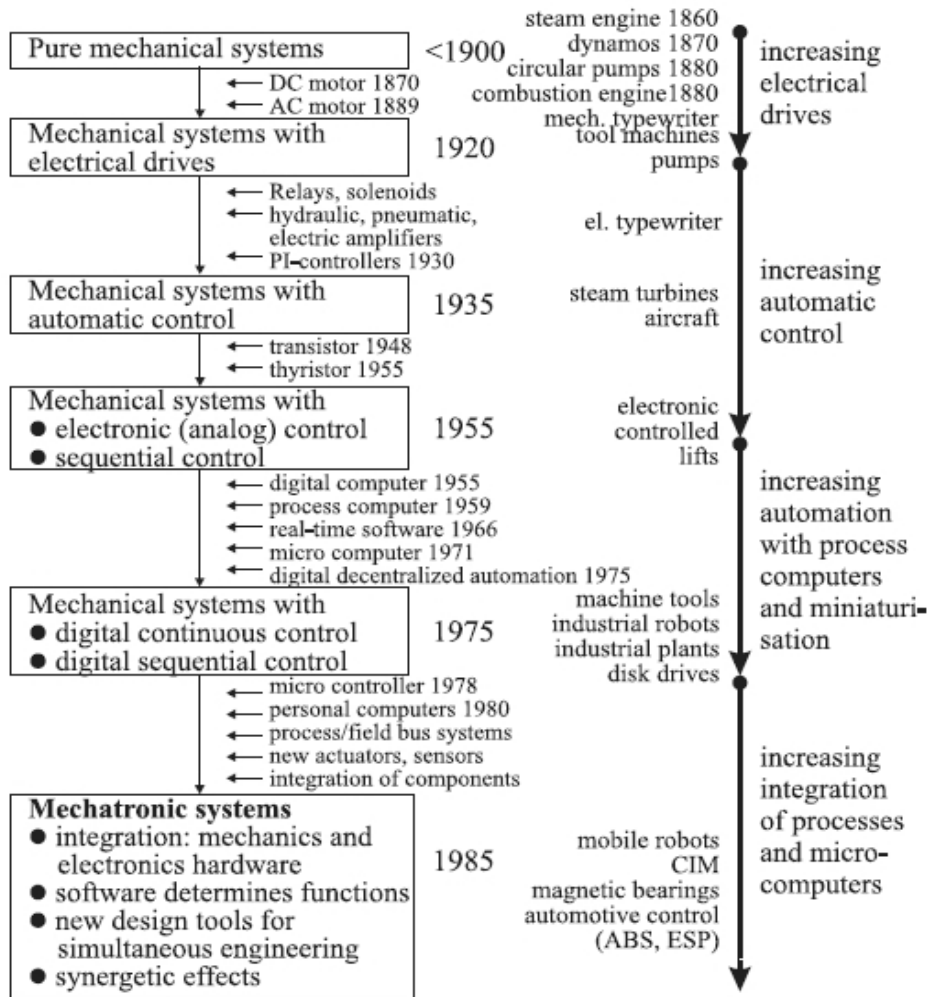 Pure mechanical systems
<1900
steam engine 1860
dynamos 1870
circular pumps 1880
combustion engine1880
mech. typewriter
tool machines
pumps
increasing
electrical
drives
DC motor 1870
AC motor 1889
Mechanical systems with
electrical drives
1920
Relays, solenoids
hydraulic, pneumatic,
electric amplifiers
PI-controllers 1930
el. typewriter
increasing
automatic
control
Mechanical systems with
automatic control
1935
steam turbines
aircraft
transistor 1948
thyristor 1955
Mechanical systems with
● electronic (analog) control
● sequential control
1955
electronic
controlled
lifts
digital computer 1955
process computer 1959
real-time software 1966
micro computer 1971
digital decentralized automation 1975
increasing
automation
with process
computers
and miniaturi-
sation
Mechanical systems with
● digital continuous control
● digital sequential control
1975
machine tools
industrial robots
industrial plants
disk drives
micro controller 1978
personal computers 1980
process/field bus systems
new actuators, sensors
integration of components
increasing
integration
of processes
and micro-
computers
Mechatronic systems
● integration: mechanics and
electronics hardware
● software determines functions
● new design tools for
simultaneous engineering
● synergetic effects
1985
mobile robots
CIM
magnetic bearings
automotive control
(ABS, ESP)